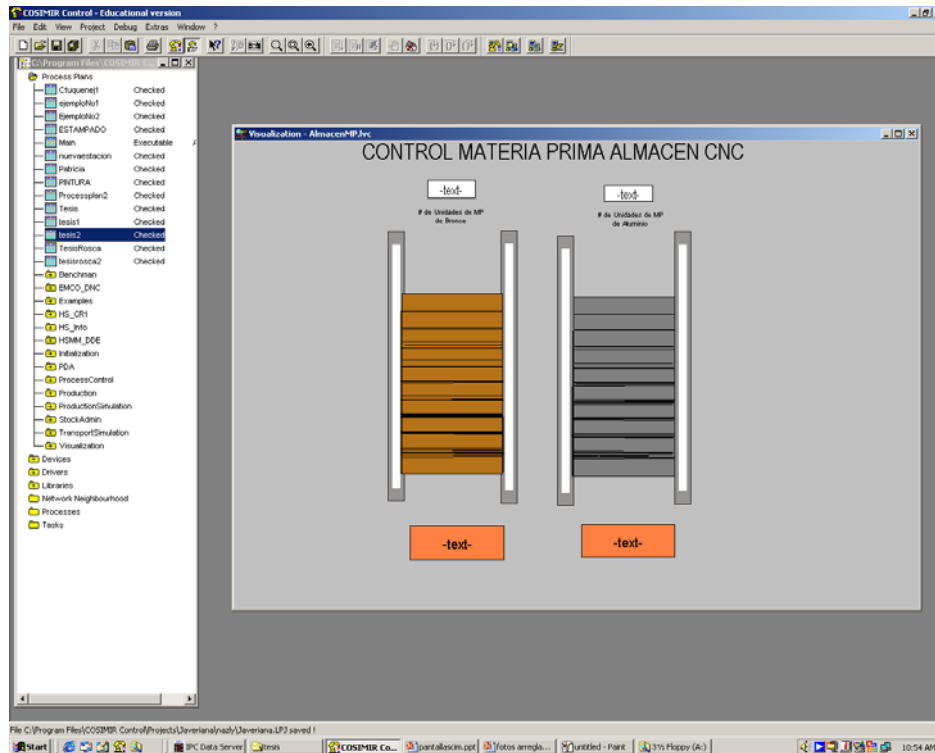 COSIMIR Control - Educational version
File Edit View Project Debug Extras Window ?
C:\Program Files\COSIMIR C...
Process Plans
Ctuquenej1 Checked
ejemploNo1 Checked
EjemploNo2 Checked
ESTAMPADO Checked
Main Executable
nuevaestacion Checked
Patricia Checked
PINTURA Checked
Processplan2 Checked
Tesis Checked
tesis1 Checked
tesis2 Checked
TesisRosca Checked
tesisrosca2 Checked
Benchman
EMCO_DNC
Examples
HS_CR1
HS_Info
HSMM_DDE
Initialization
PDA
ProcessControl
Production
ProductionSimulation
StockAdmin
TransportSimulation
Visualization
Devices
Drivers
Libraries
Network Neighbourhood
Processes
Tasks
Visualization - AlmacenMP.lvc
CONTROL MATERIA PRIMA ALMACEN CNC
-text- -text-
# de Unidades de MP
de Bronce
# de Unidades de MP
de Aluminio
-text- -text-
File C:\Program Files\COSIMIR Control\Projects\Javeriana\nazly\Javeriana.LPJ saved !
Start IPC Data Server tesis COSIMIR Co... pantallascim.ppt fotos arregla... untitled - Paint 3½ Floppy (A:) 10:54 AM